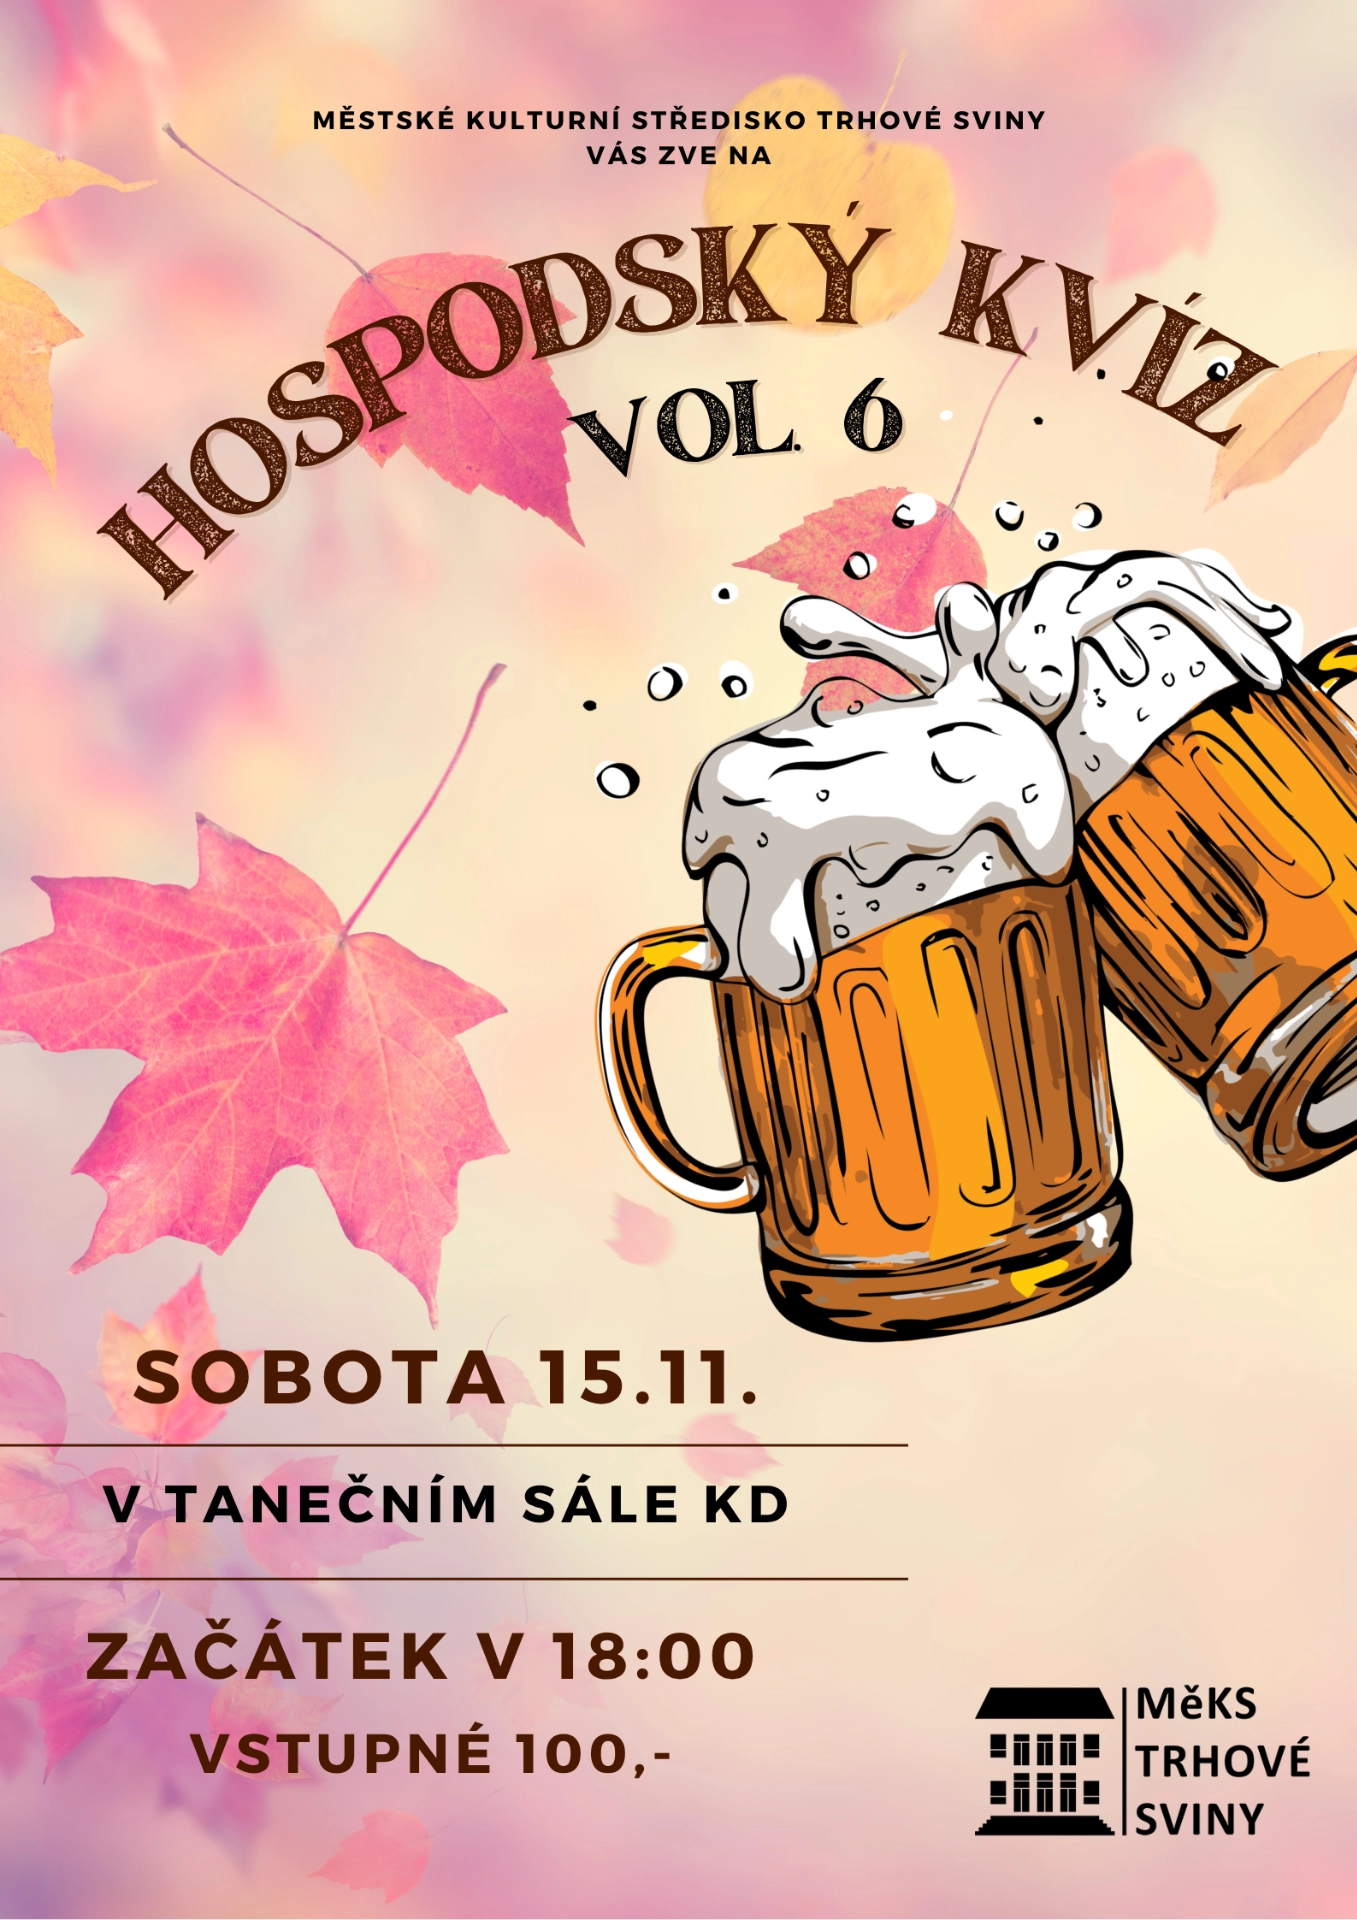 MĚSTSKÉ KULTURNÍ STŘEDISKO TRHOVÉ SVINY
VÁS ZVE NA
HOSPODSKÝ KVÍZ
VOL. 6
SOBOTA 15.11.
V TANEČNÍM SÁLE KD
ZAČÁTEK V 18:00
VSTUPNÉ 100,-
MěKS
TRHOVÉ
SVINY